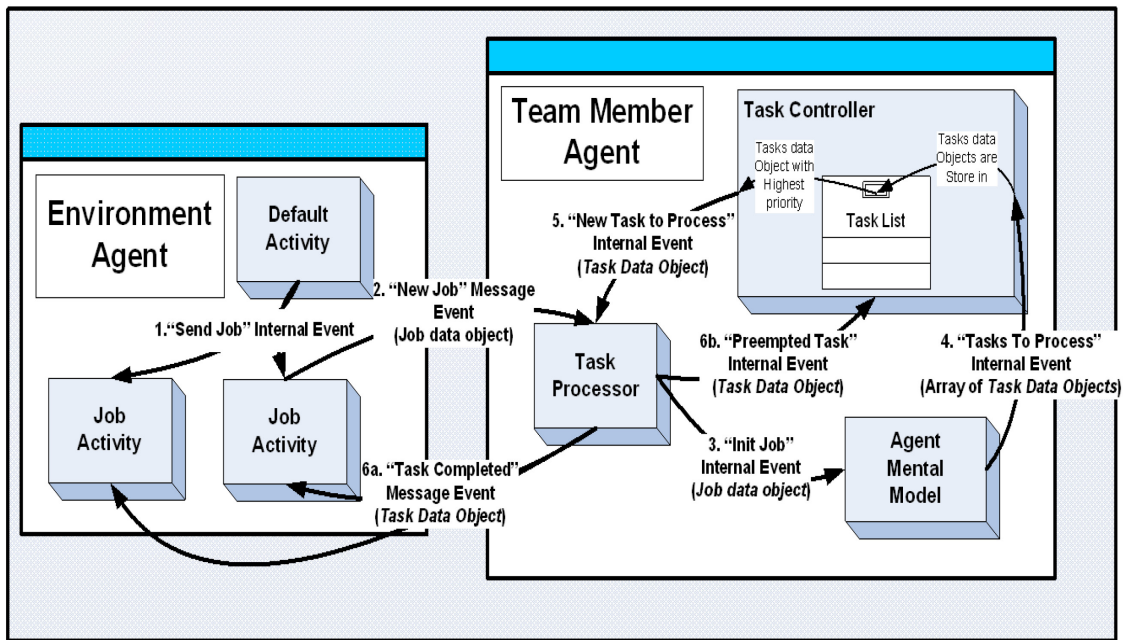 Environment
Agent
Default
Activity
1.“Send Job” Internal Event
Job
Activity
Job
Activity
2. “New Job” Message
Event
(Job data object)
6a. “Task Completed”
Message Event
(Task Data Object)
Team Member
Agent
Task Controller
Tasks data
Object with
Highest
priority
Tasks data
Objects are
Store in
Task List
5. “New Task to Process”
Internal Event
(Task Data Object)
Task
Processor
6b. “Preempted Task”
Internal Event
(Task Data Object)
4. “Tasks To Process”
Internal Event
(Array of Task Data Objects)
3. “Init Job”
Internal Event
(Job data object)
Agent
Mental
Model